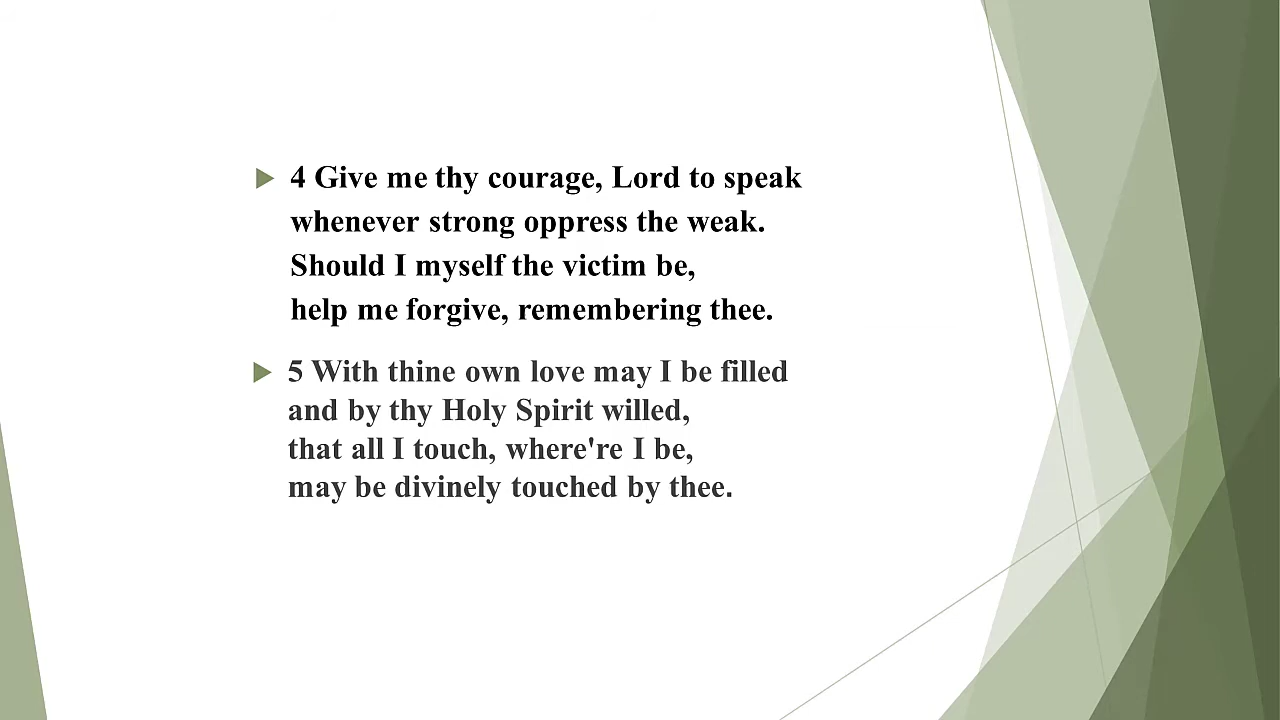 4 Give me thy courage, Lord to speak
whenever strong oppress the weak.
Should I myself the victim be,
help me forgive, remembering thee.
5 With thine own love may I be filled
and by thy Holy Spirit willed,
that all I touch, where're I be,
may be divinely touched by thee.